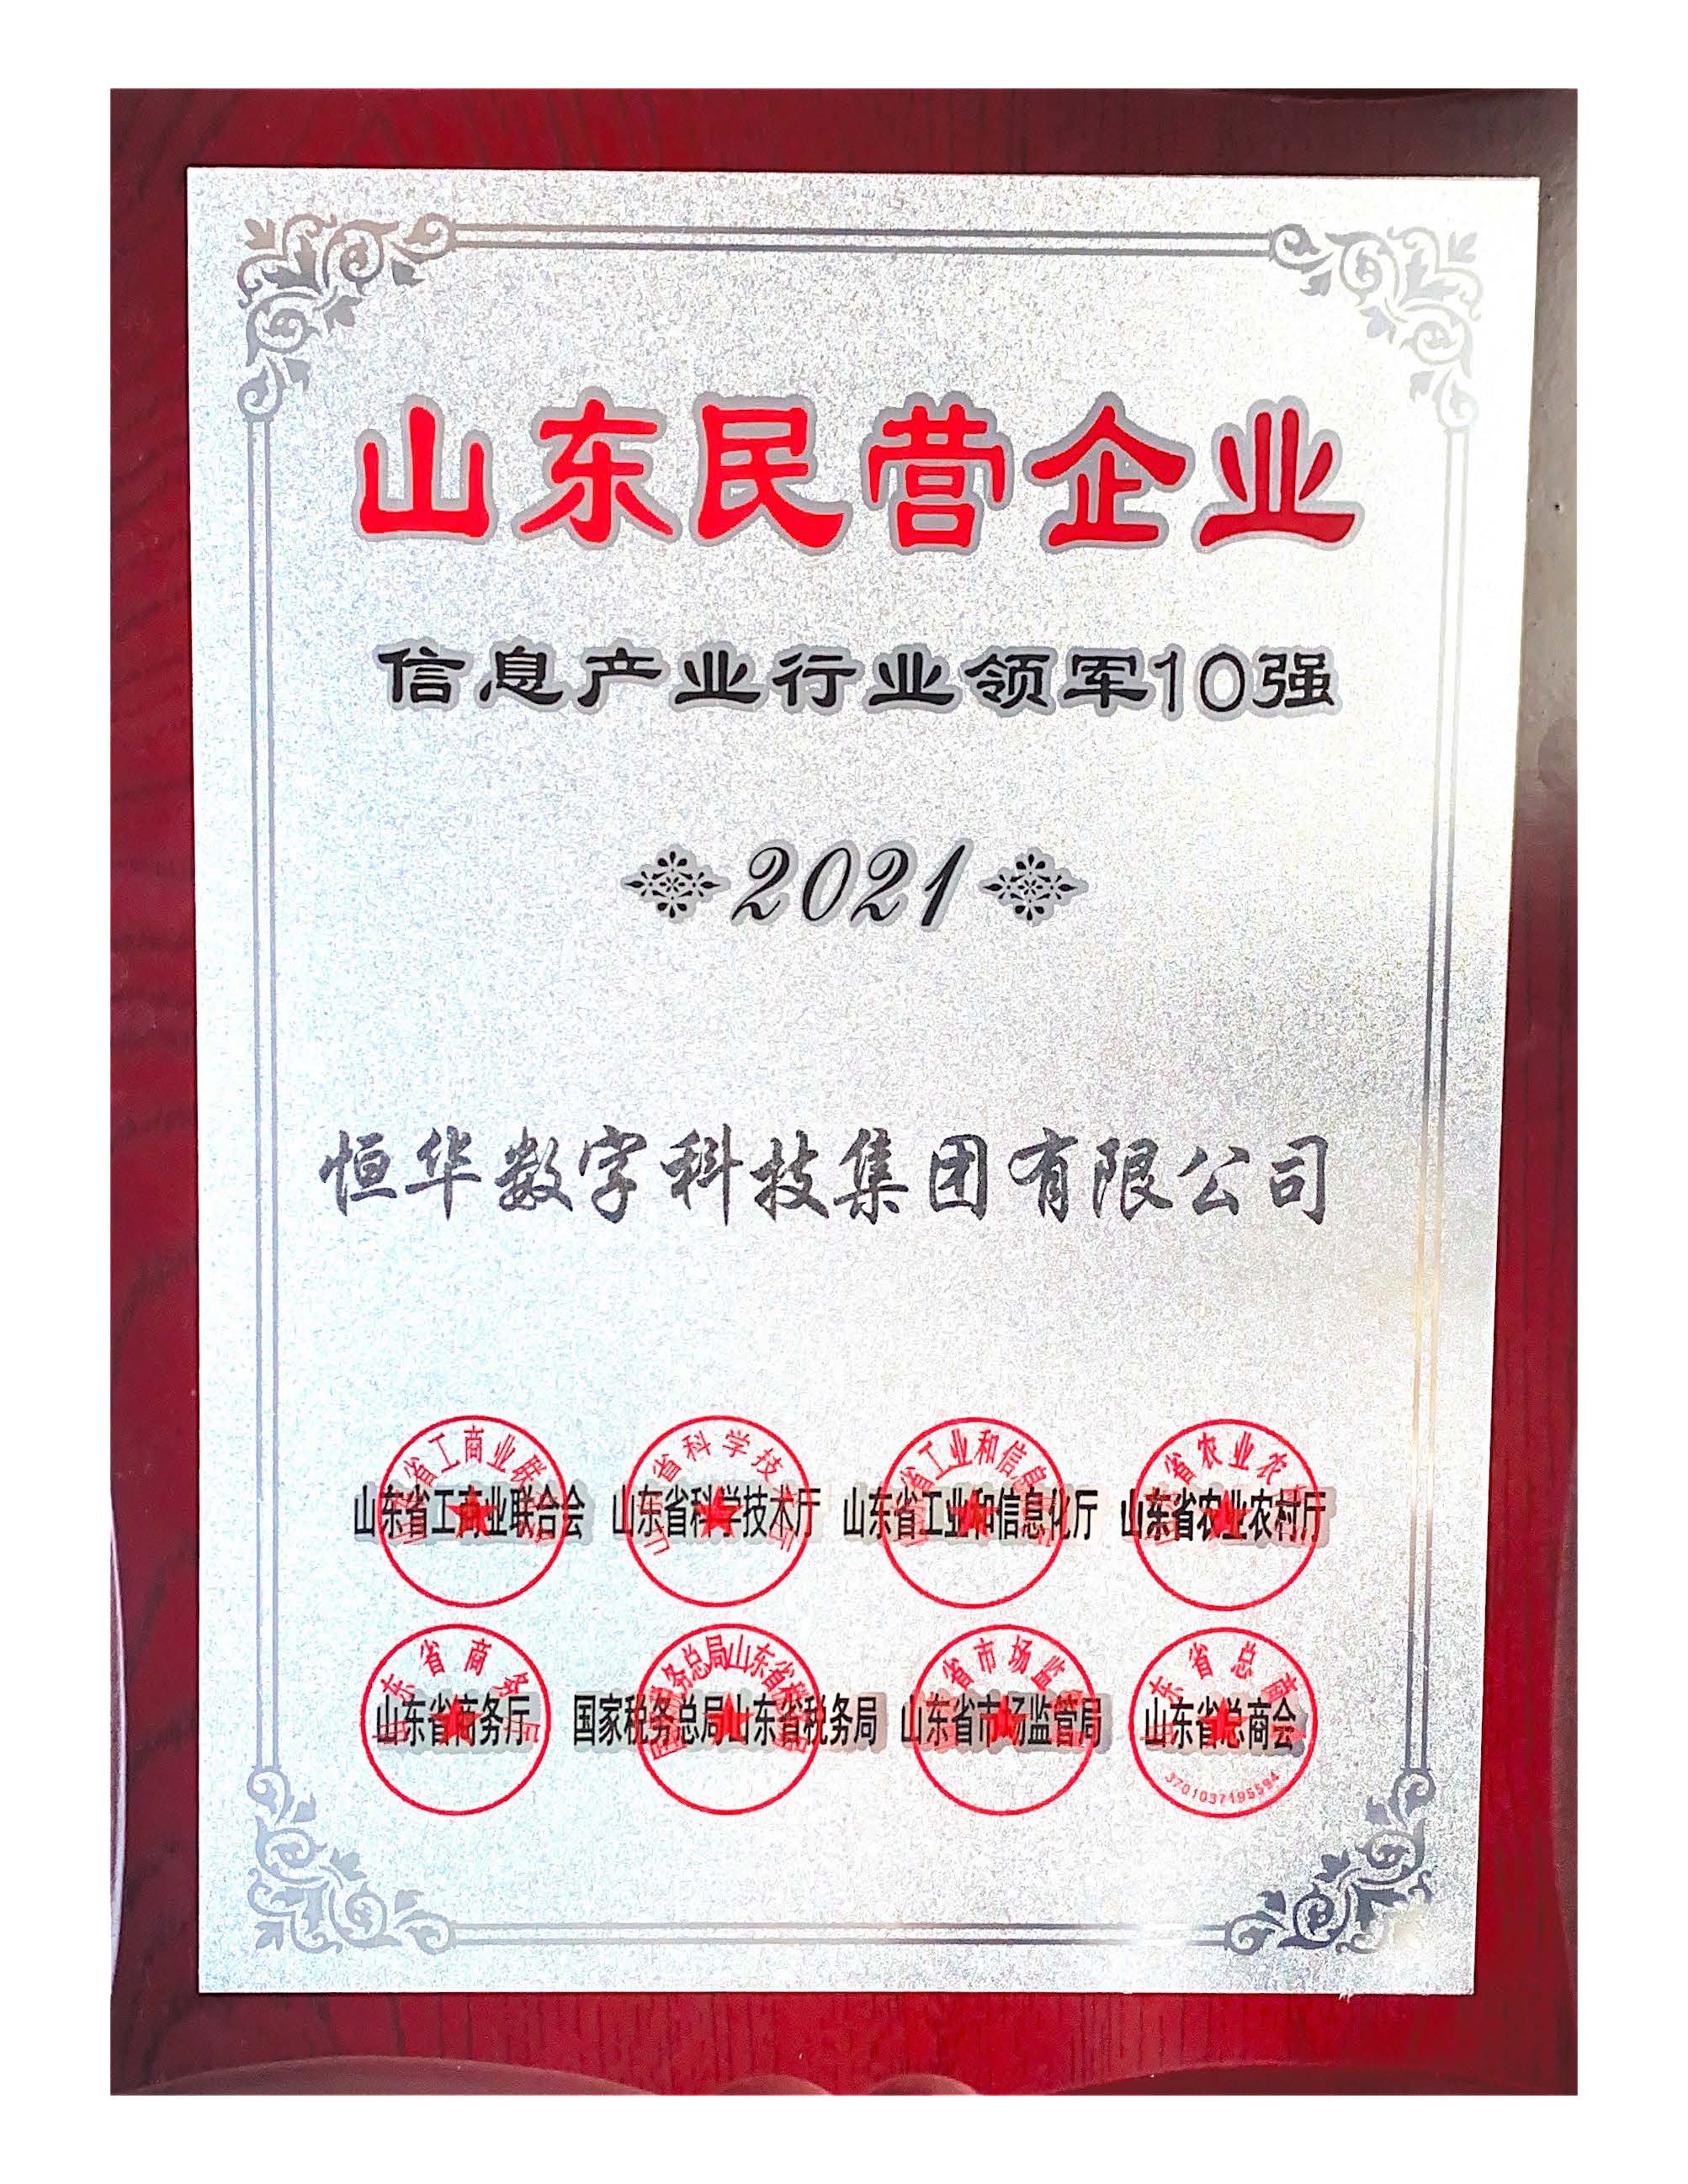 山东民营企业
信息产业行业领军10强
2021
恒华数字科技集团有限公司
山东省工商业联合会 山东省科学技术厅 山东省工业和信息化厅 山东省农业农村厅
山东省商务厅 国家税务总局山东省税务局 山东省市场监管局 山东省总商会
3701037195594